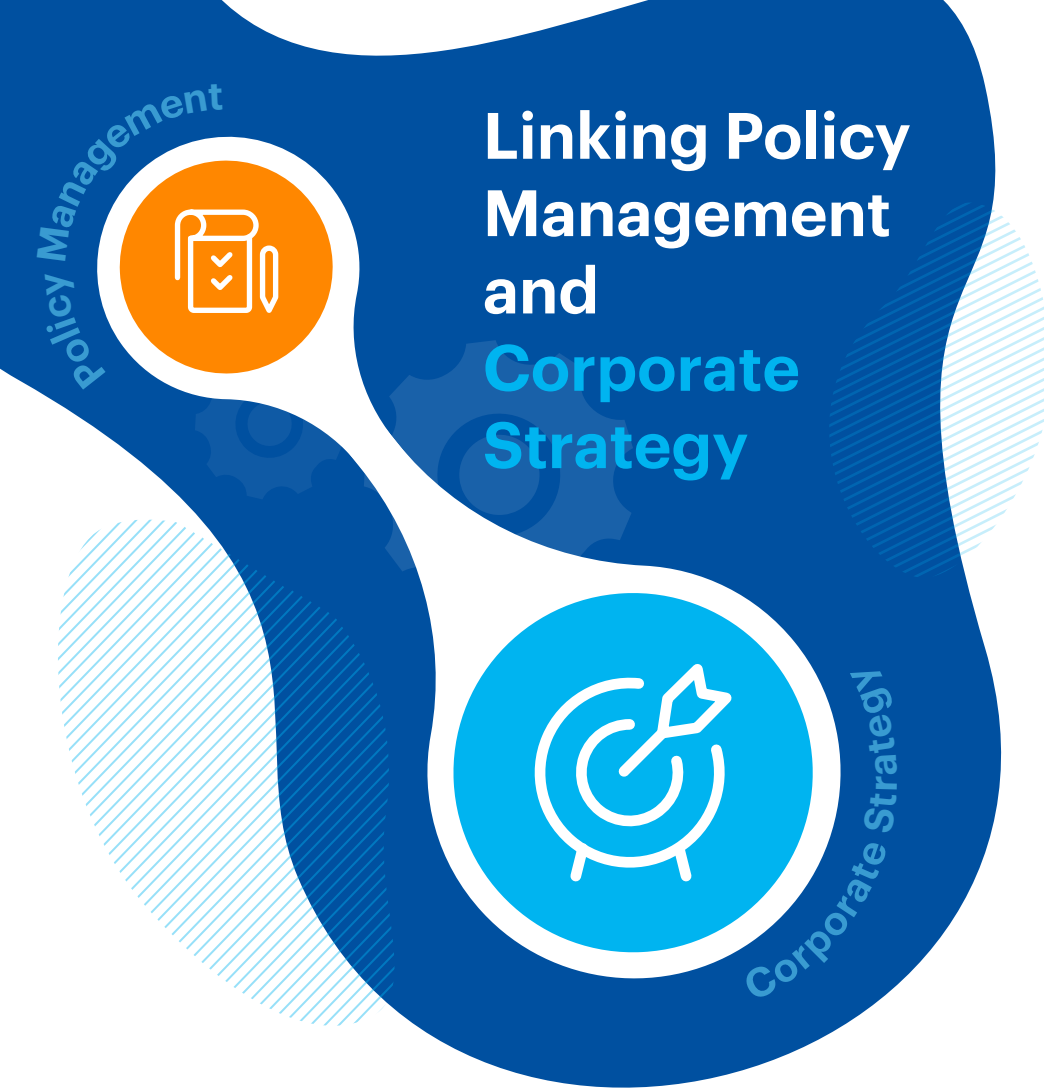 Policy Management
Linking Policy
Management
and
Corporate
Strategy
Corporate Strategy